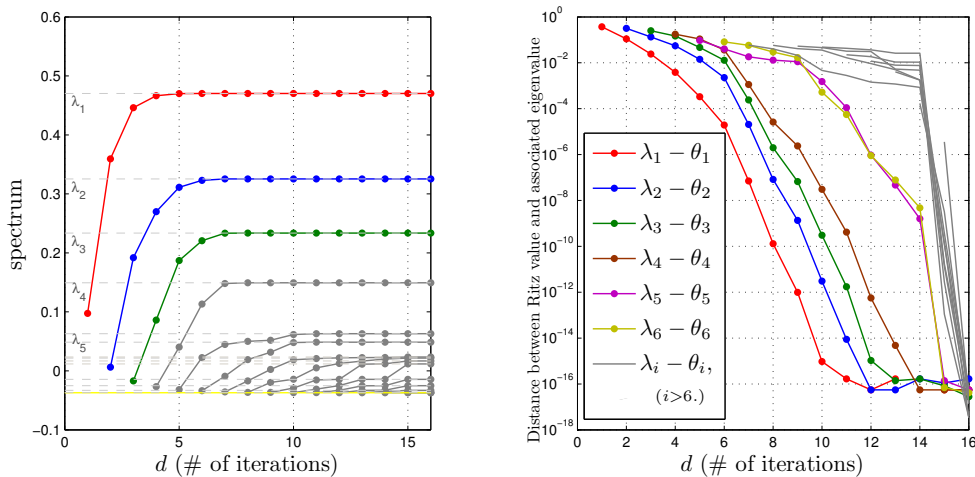 0.6
0.5
0.4
0.3
0.2
0.1
0
-0.1
spectrum
λ1
λ2
λ3
λ4
λ5
0
5
10
15
d (# of iterations)
10^0
10^-2
10^-4
10^-6
10^-8
10^-10
10^-12
10^-14
10^-16
10^-18
Distance between Ritz value and associated eigenvalue
λ1 − θ1
λ2 − θ2
λ3 − θ3
λ4 − θ4
λ5 − θ5
λ6 − θ6
λi − θi,
(i>6.)
0
2
4
6
8
10
12
14
16
d (# of iterations)